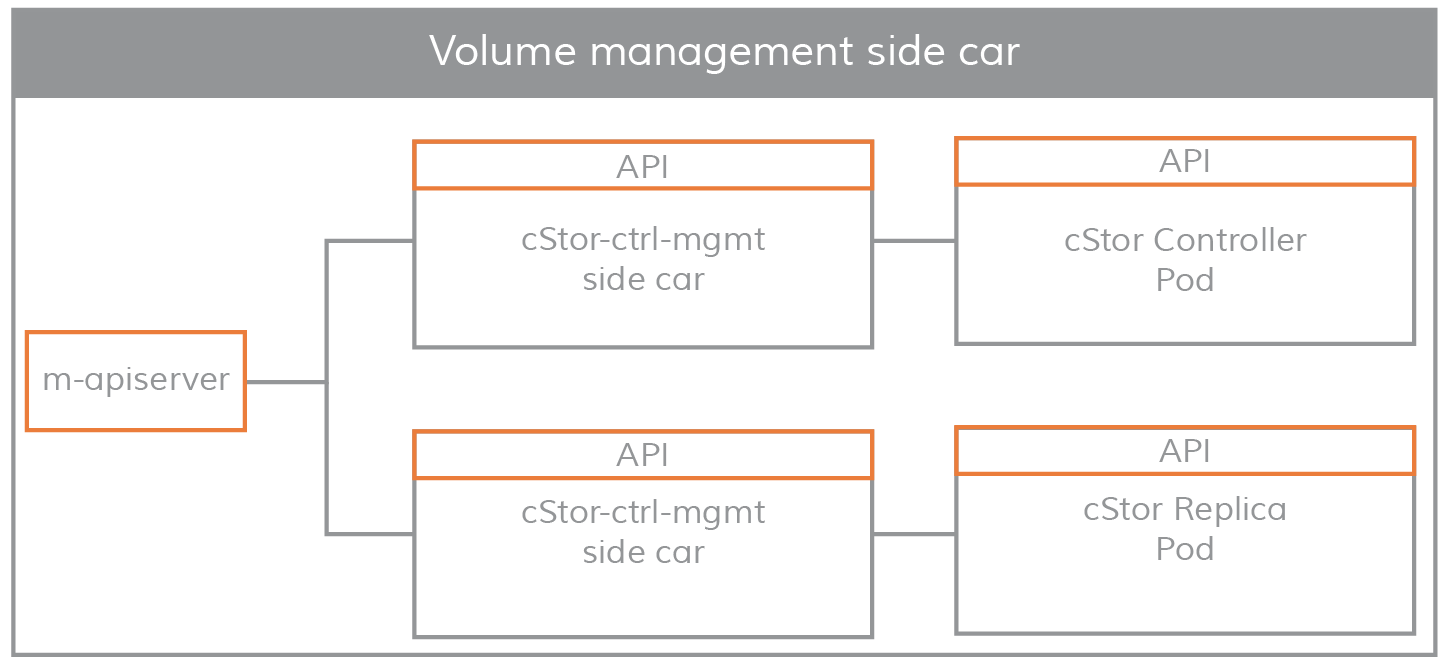 Volume management side car
API
cStor-ctrl-mgmt
side car
API
cStor Controller
Pod
m-apiserver
API
cStor-ctrl-mgmt
side car
API
cStor Replica
Pod